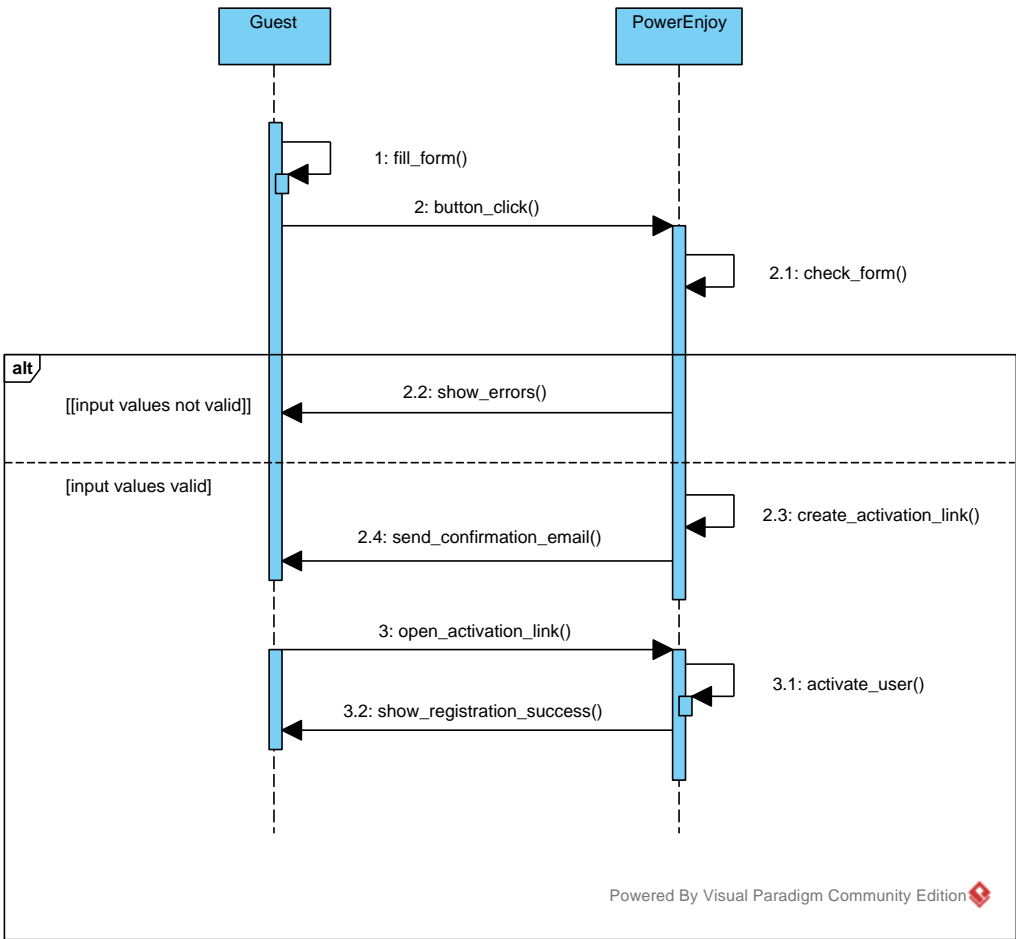 Guest
PowerEnjoy
1: fill_form()
2: button_click()
2.1: check_form()
alt
2.2: show_errors()
[[input values not valid]]
[input values valid]
2.3: create_activation_link()
2.4: send_confirmation_email()
3: open_activation_link()
3.1: activate_user()
3.2: show_registration_success()
Powered By Visual Paradigm Community Edition